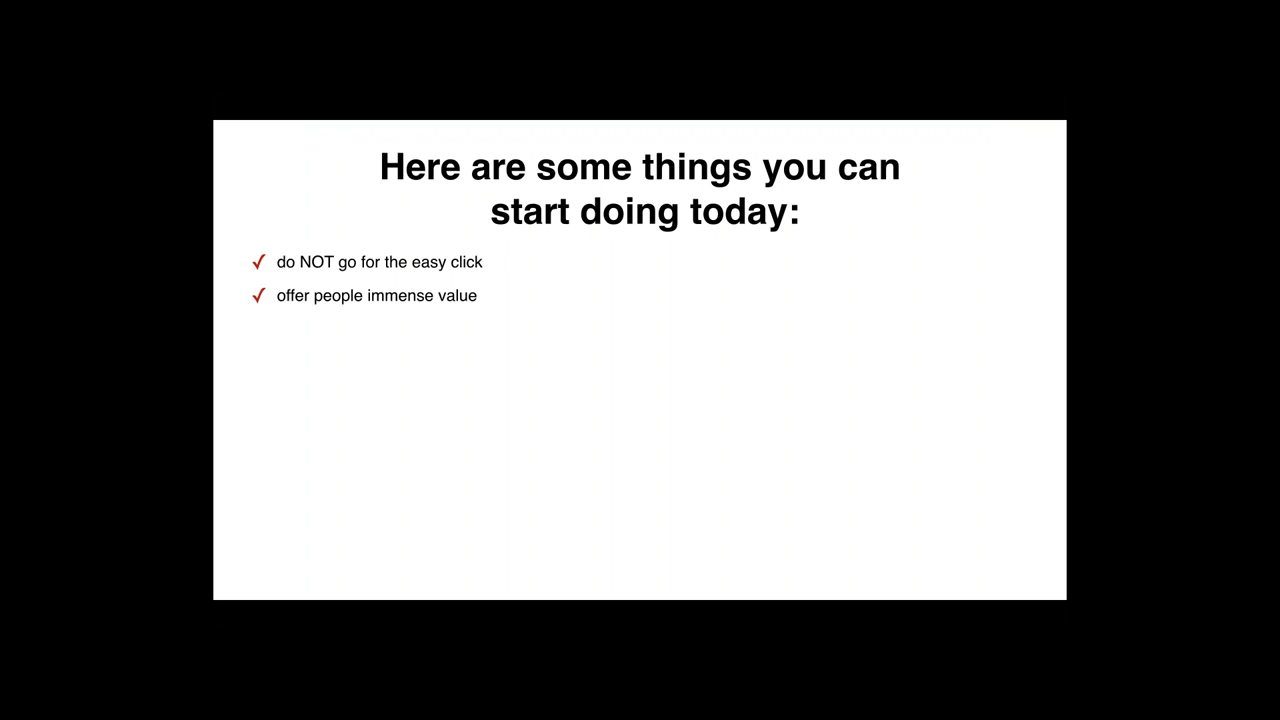 Here are some things you can
start doing today:
✓ do NOT go for the easy click
✓ offer people immense value